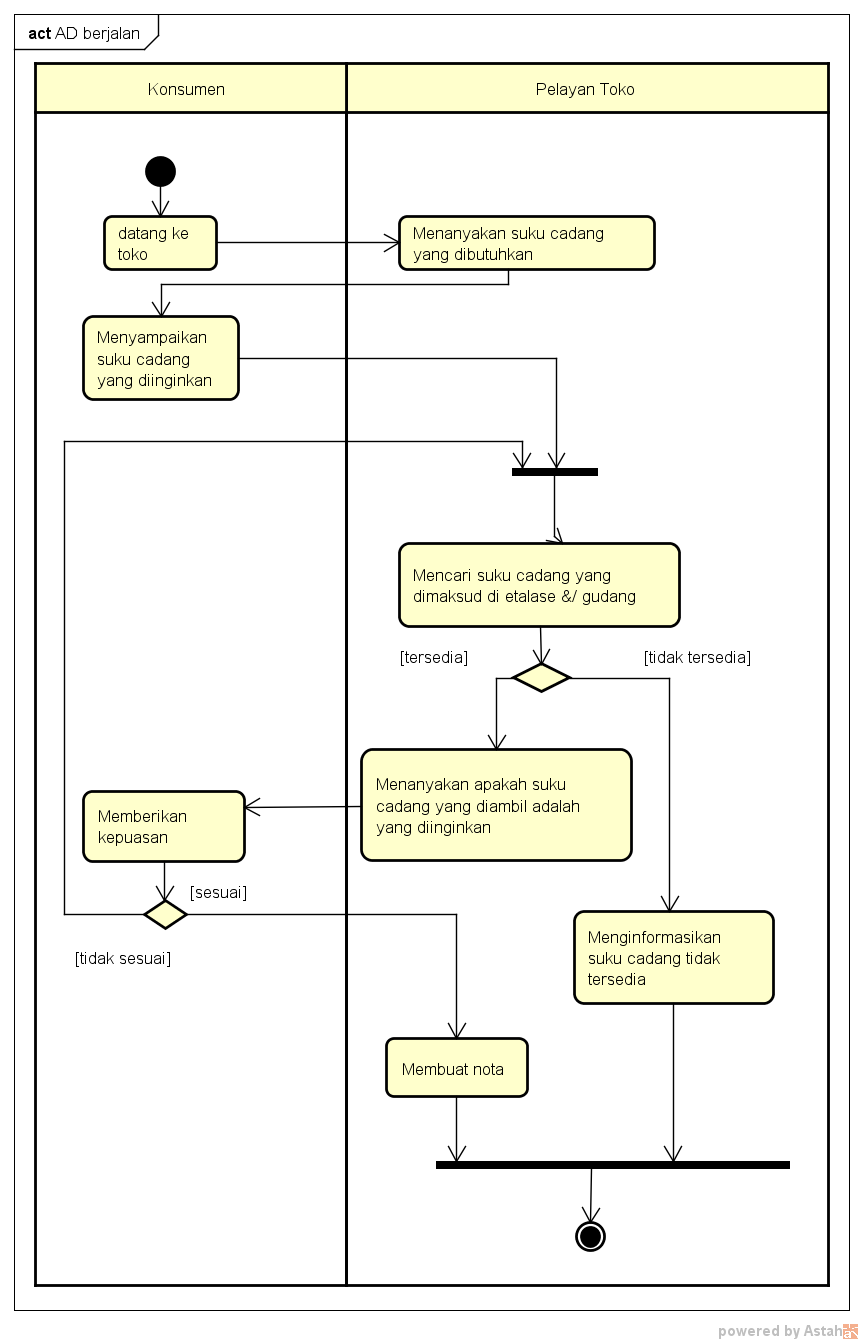 act AD berjalan
Konsumen
Pelayan Toko
datang ke
toko
Menanyakan suku cadang
yang dibutuhkan
Menyampaikan
suku cadang
yang diinginkan
Mencari suku cadang yang
dimaksud di etalase &/ gudang
[tersedia]
[tidak tersedia]
Menanyakan apakah suku
cadang yang diambil adalah
yang diinginkan
Memberikan
kepuasan
[sesuai]
[tidak sesuai]
Menginformasikan
suku cadang tidak
tersedia
Membuat nota
powered by Astah